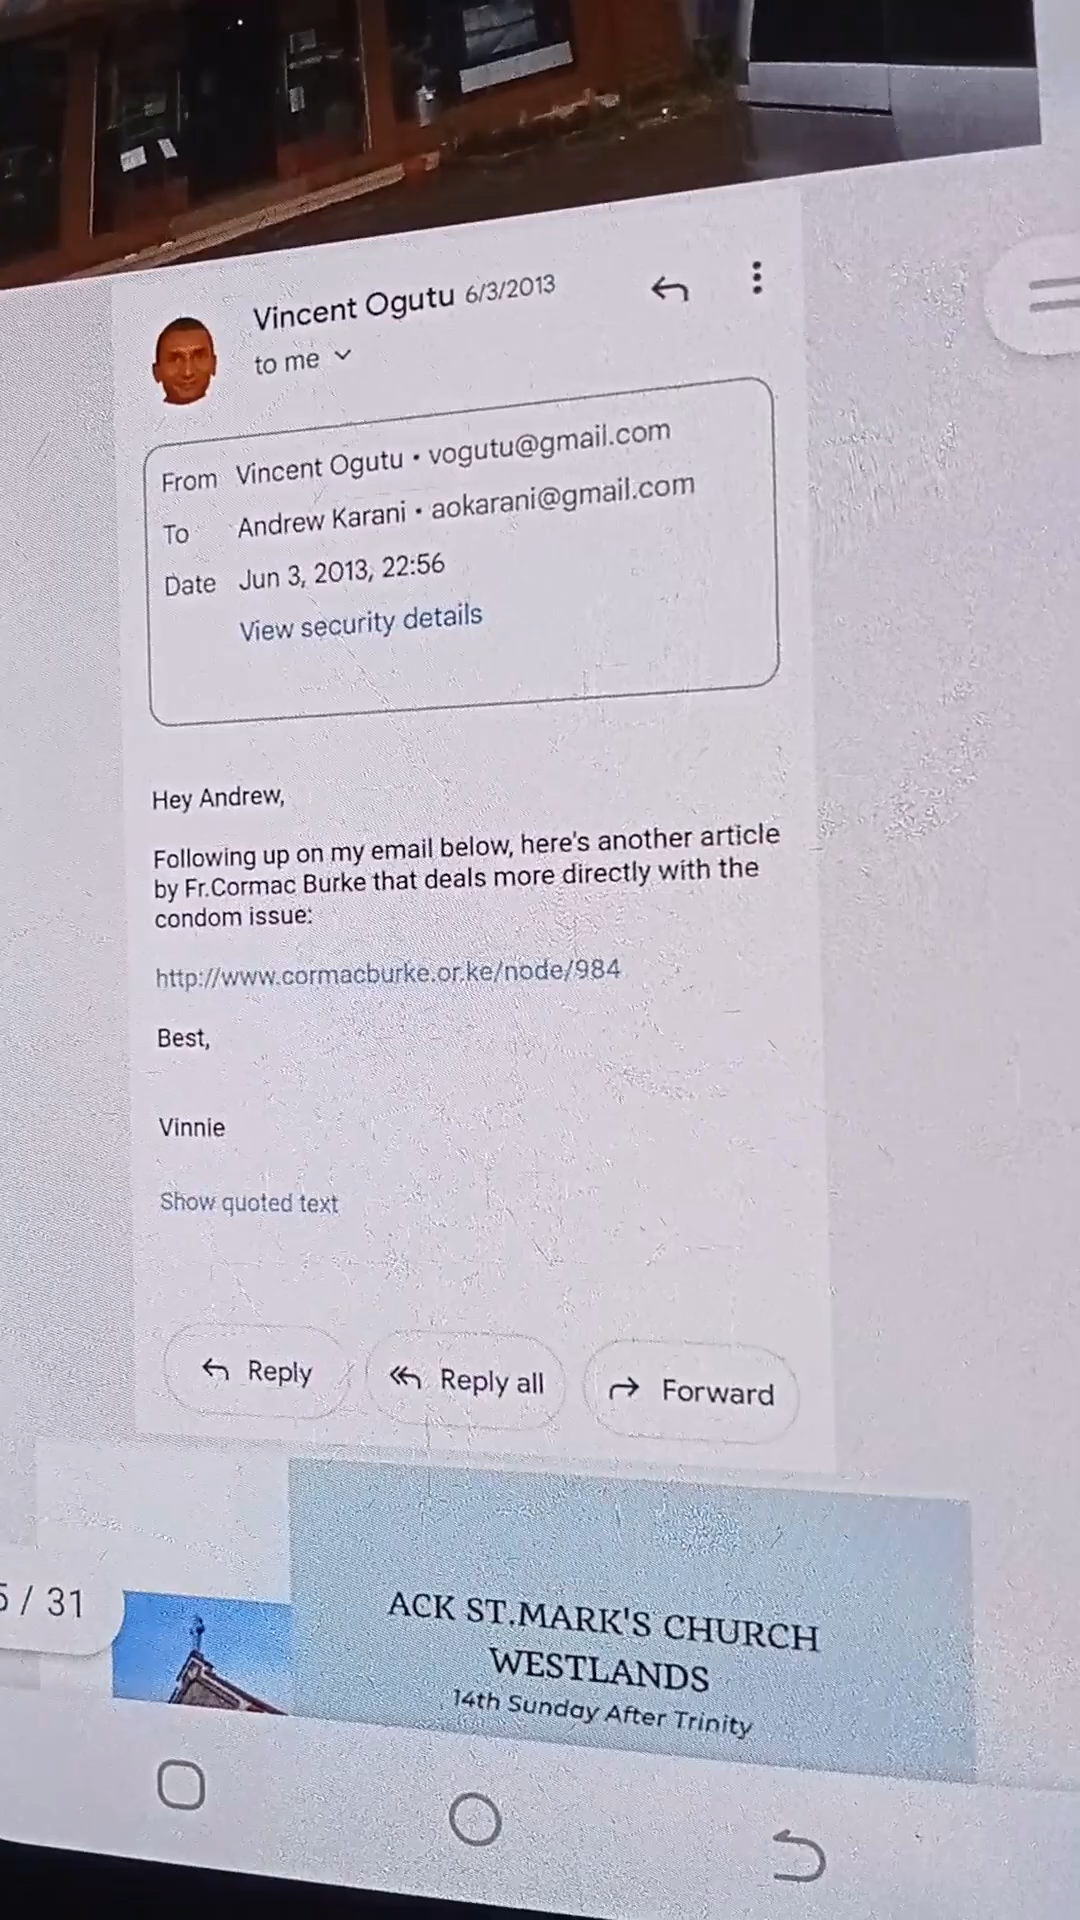 Vincent Ogutu 6/3/2013
to me
From Vincent Ogutu • vogutu@gmail.com
To Andrew Karani • aokarani@gmail.com
Date Jun 3, 2013, 22:56
View security details
Hey Andrew,
Following up on my email below, here's another article
by Fr.Cormac Burke that deals more directly with the
condom issue:
http://www.cormacburke.or.ke/node/984
Best,
Vinnie
Show quoted text
Reply
Reply all
Forward
5 / 31
ACK ST.MARK'S CHURCH
WESTLANDS
14th Sunday After Trinity